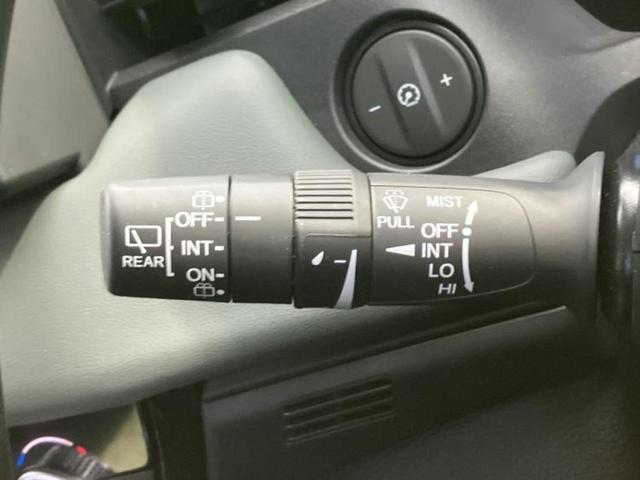 +
-
OFF
INT
ON
REAR
PULL
MIST
OFF
INT
LO
HI